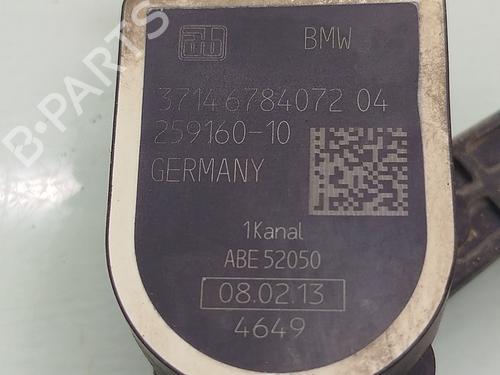 BMW
37146784072 04
259160-10
GERMANY
1Kanal
ABE 52050
08.02.13
4649
B-PARTS